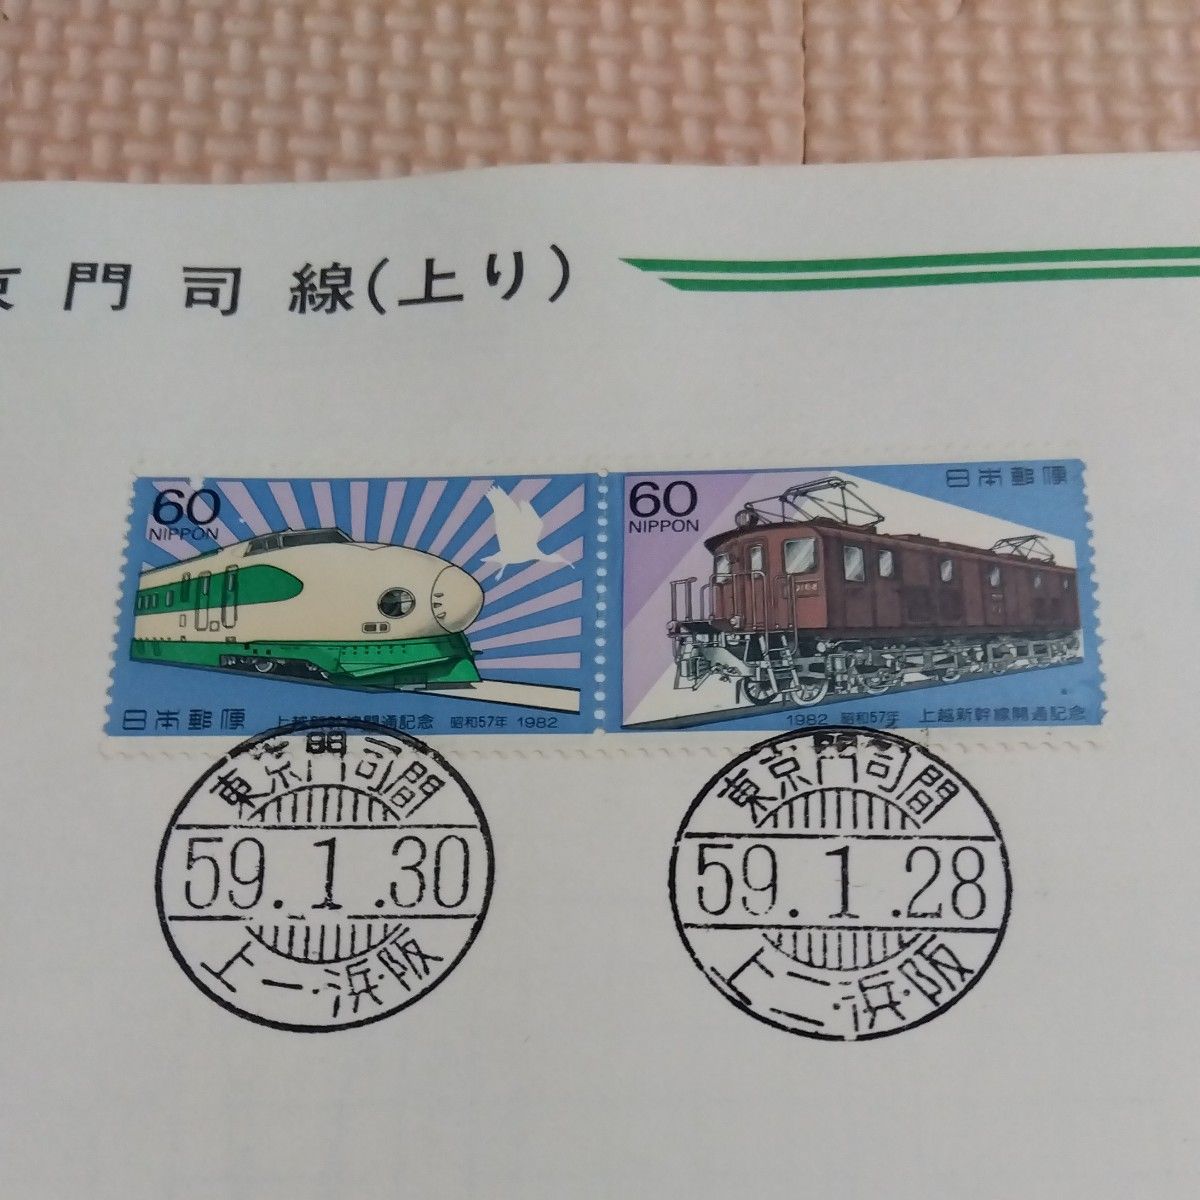 京 門 司 線(上り)
60
NIPPON
日本郵便
上越新幹線開通記念 昭和57年 1982
60
NIPPON
日本郵便
1982 昭和57年 上越新幹線開通記念
東京門司間
59.1.30
上一·浜·阪
東京門司間
59.1.28
上二·浜·阪